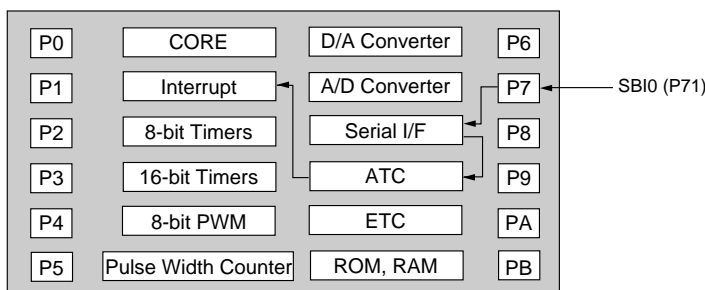 P0 CORE D/A Converter P6
P1 Interrupt A/D Converter P7 SBI0 (P71)
P2 8-bit Timers Serial I/F P8
P3 16-bit Timers ATC P9
P4 8-bit PWM ETC PA
P5 Pulse Width Counter ROM, RAM PB